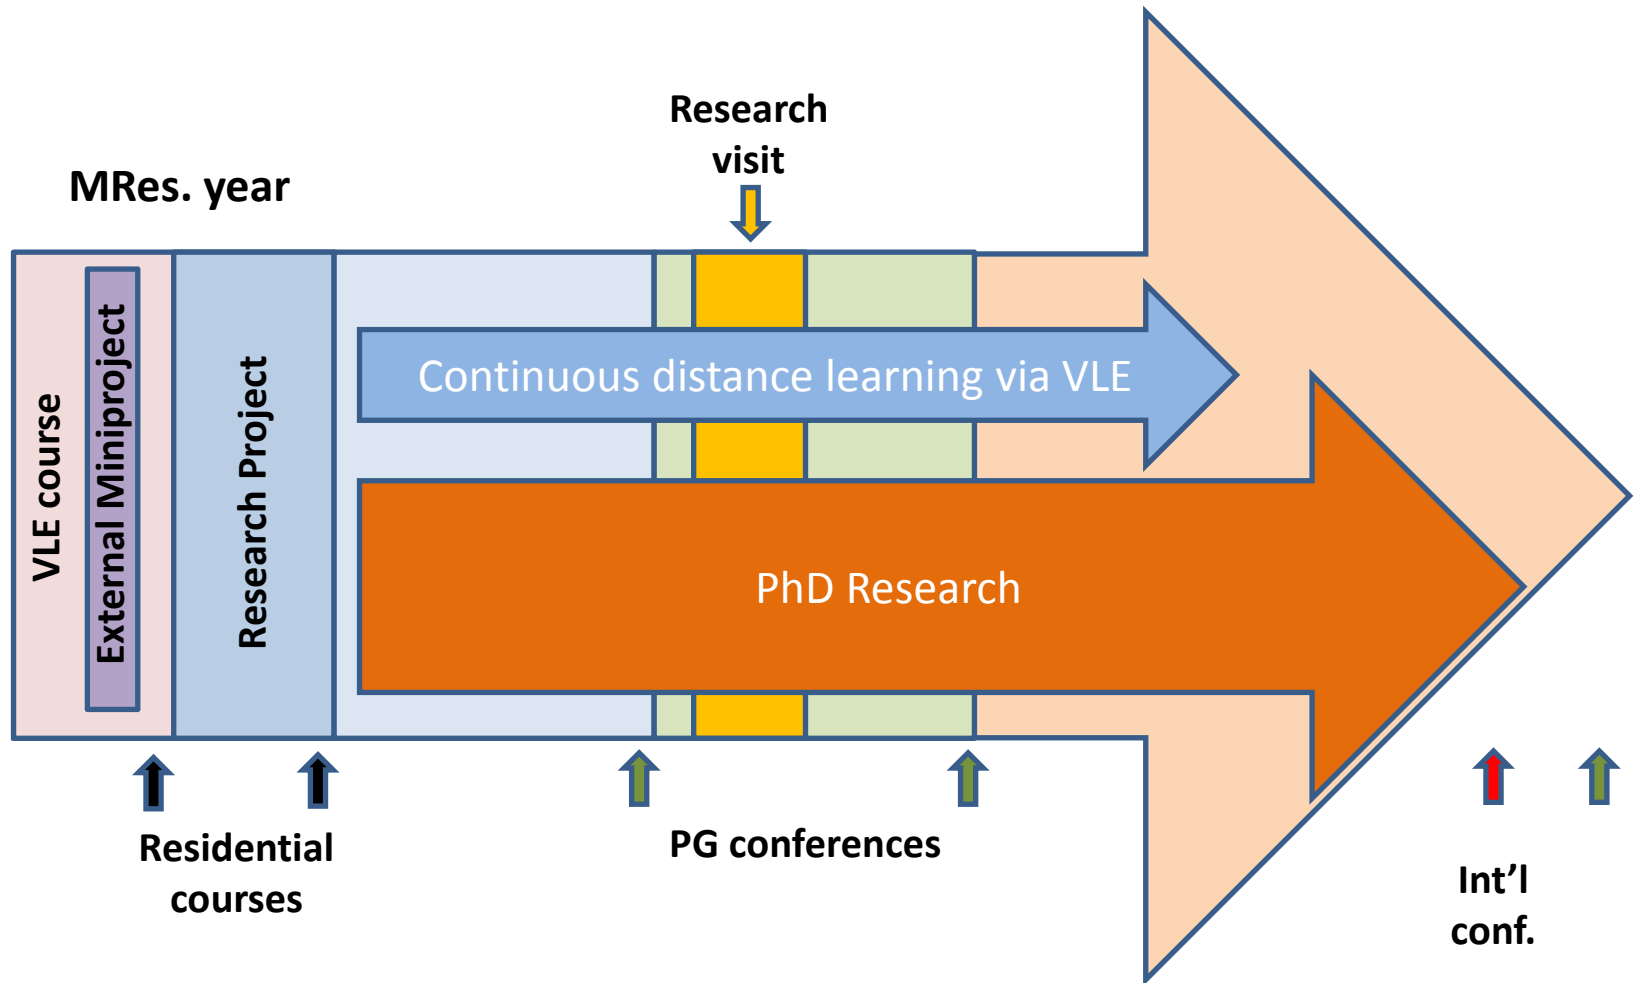 Research
visit
MRes. year
VLE course
External Miniproject
Research Project
Continuous distance learning via VLE
PhD Research
Residential
courses
PG conferences
Int’l
conf.